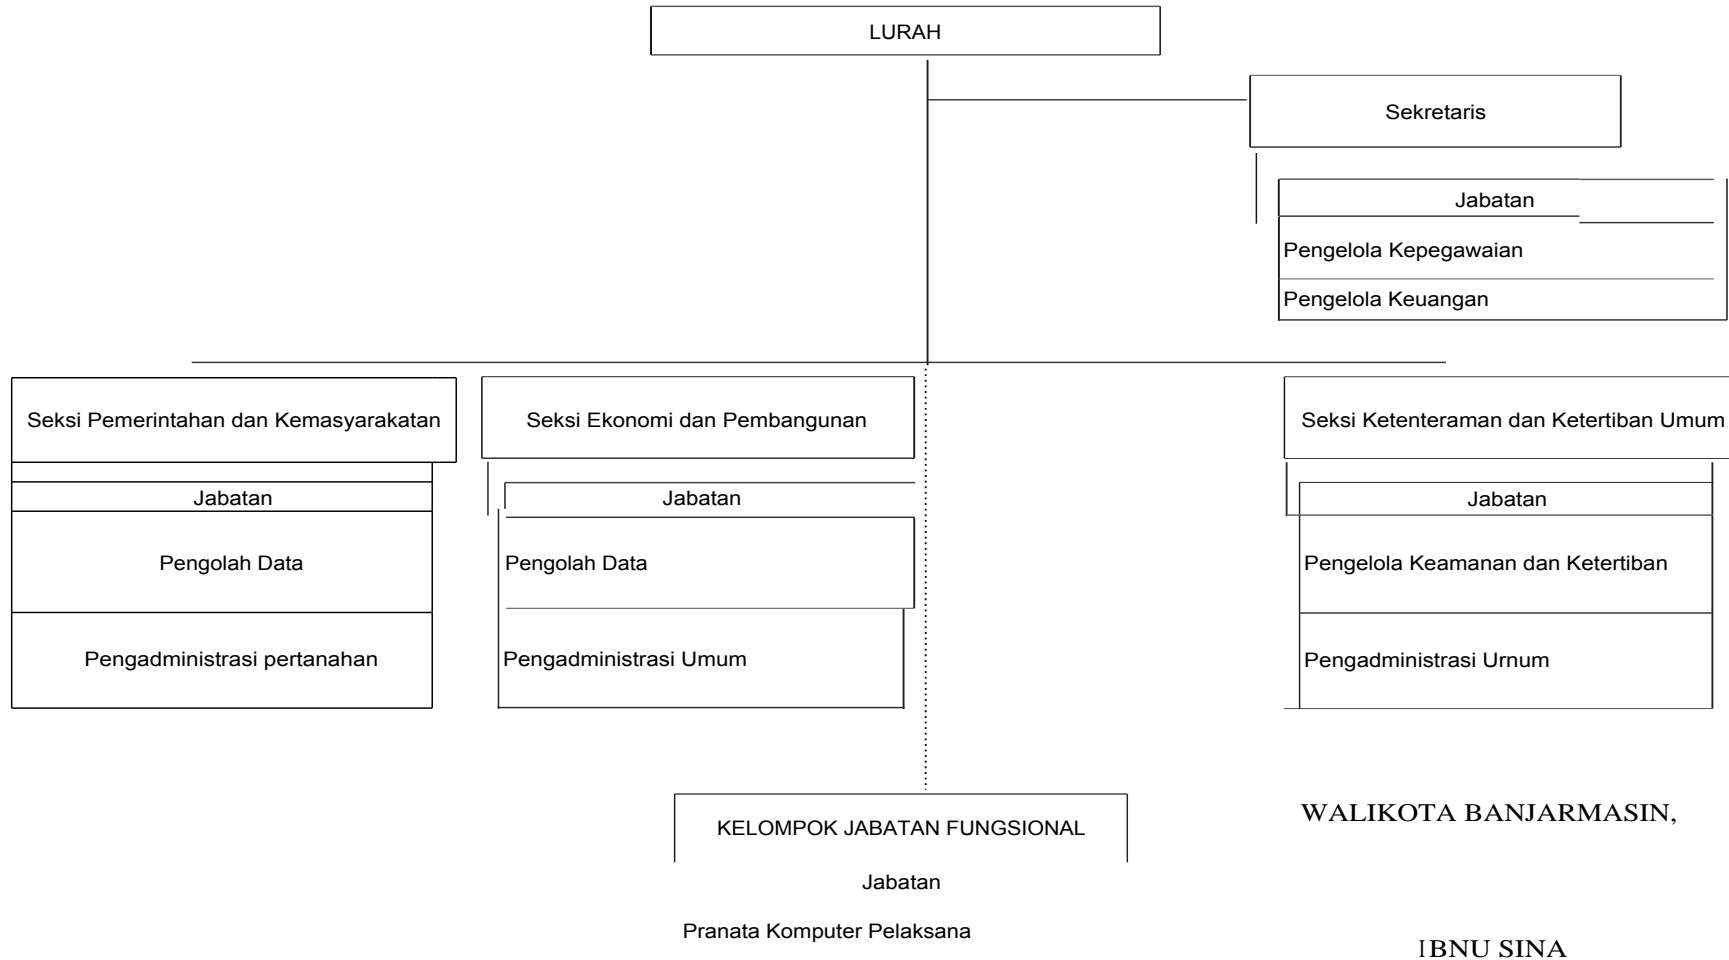 LURAH
Sekretaris
Jabatan
Pengelola Kepegawaian
Pengelola Keuangan
Seksi Pemerintahan dan Kemasyarakatan
Jabatan
Pengolah Data
Pengadministrasi pertanahan
Seksi Ekonomi dan Pembangunan
Jabatan
Pengolah Data
Pengadministrasi Umum
Seksi Ketenteraman dan Ketertiban Umum
Jabatan
Pengelola Keamanan dan Ketertiban
Pengadministrasi Urnum
KELOMPOK JABATAN FUNGSIONAL
Jabatan
Pranata Komputer Pelaksana
WALIKOTA BANJARMASIN,
IBNU SINA